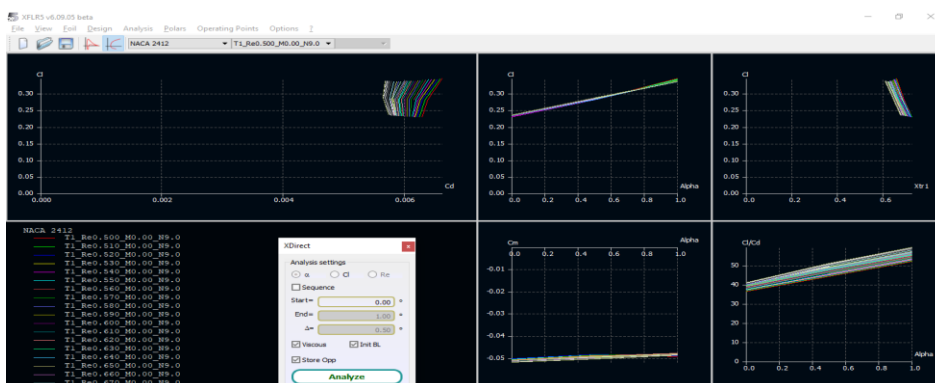 XFLR5 v6.09.05 beta
File View Foil Design Analysis Polars Operating Points Options ?
NACA 2412 T1_Re0.500_M0.00_N9.0
Cl
0.30
0.25
0.20
0.15
0.10
0.05
0.00
0.000 0.002 0.004 0.006
Cd
Cl
0.30
0.25
0.20
0.15
0.10
0.05
0.00
0.0 0.2 0.4 0.6 0.8 1.0
Alpha
Cl
0.30
0.25
0.20
0.15
0.10
0.05
0.00
0.0 0.2 0.4 0.6
Xtr1
NACA 2412
T1_Re0.500_M0.00_N9.0
T1_Re0.510_M0.00_N9.0
T1_Re0.520_M0.00_N9.0
T1_Re0.530_M0.00_N9.0
T1_Re0.540_M0.00_N9.0
T1_Re0.550_M0.00_N9.0
T1_Re0.560_M0.00_N9.0
T1_Re0.570_M0.00_N9.0
T1_Re0.580_M0.00_N9.0
T1_Re0.590_M0.00_N9.0
T1_Re0.600_M0.00_N9.0
T1_Re0.610_M0.00_N9.0
T1_Re0.620_M0.00_N9.0
T1_Re0.630_M0.00_N9.0
T1_Re0.640_M0.00_N9.0
T1_Re0.650_M0.00_N9.0
T1_Re0.660_M0.00_N9.0
T1_Re0.670_M0.00_N9.0
XDirect
Analysis settings
α Cl Re
Sequence
Start= 0.00 °
End= 1.00 °
Δ= 0.50 °
Viscous Init BL
Store Opp
Analyze
Cm
Alpha
0.0 0.2 0.4 0.6 0.8 1.0
-0.01
-0.02
-0.03
-0.04
-0.05
Cl/Cd
50
40
30
20
10
0
0.0 0.2 0.4 0.6 0.8 1.0
Alpha